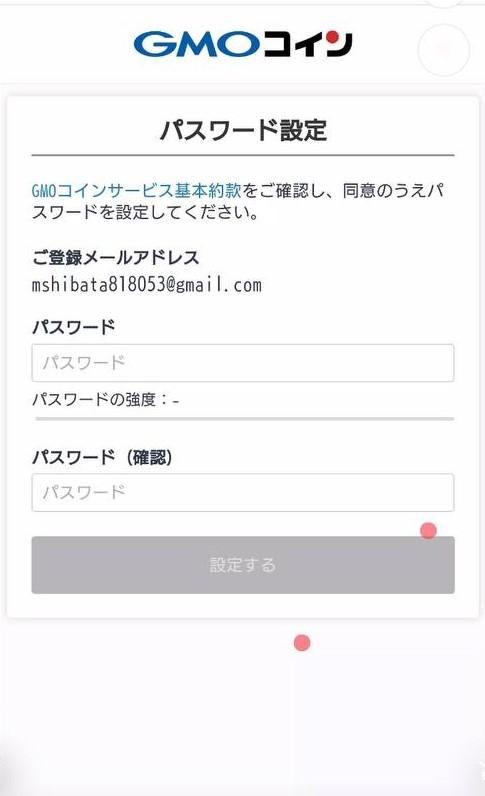 GMOコイン
パスワード設定
GMOコインサービス基本約款をご確認し、同意のうえパ
スワードを設定してください。
ご登録メールアドレス
mshibata818053@gmail.com
パスワード
パスワード
パスワードの強度：-
パスワード（確認）
パスワード
設定する